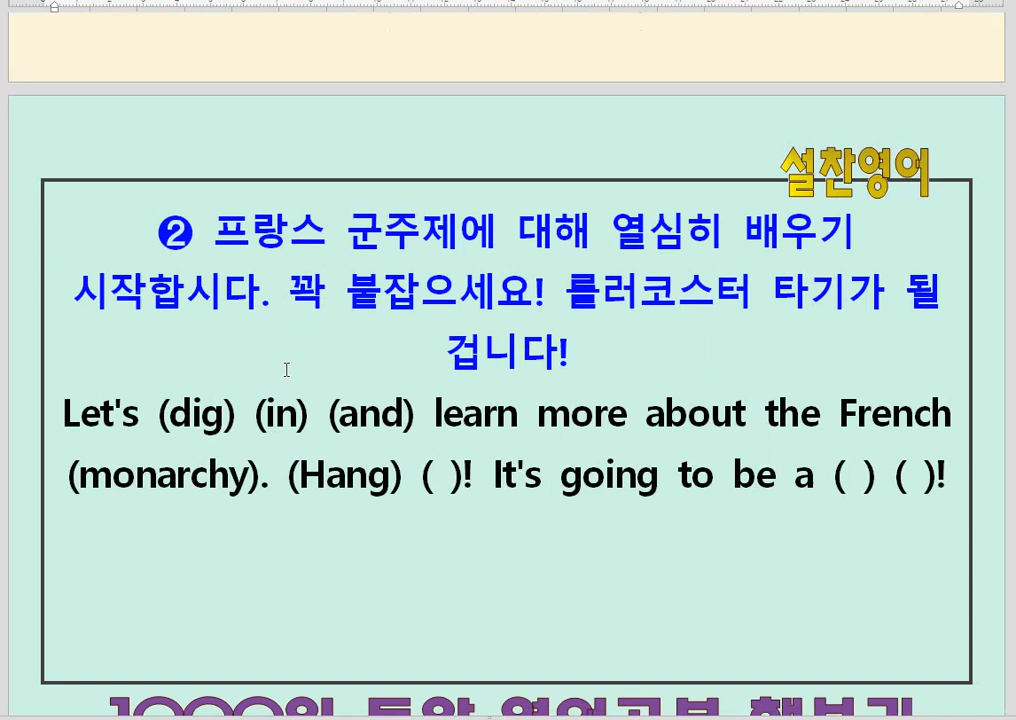 설찬영어
❷ 프랑스 군주제에 대해 열심히 배우기
시작합시다. 꽉 붙잡으세요! 롤러코스터 타기가 될
겁니다!
Let's (dig) (in) (and) learn more about the French
(monarchy). (Hang) ( )! It's going to be a ( ) ( )!